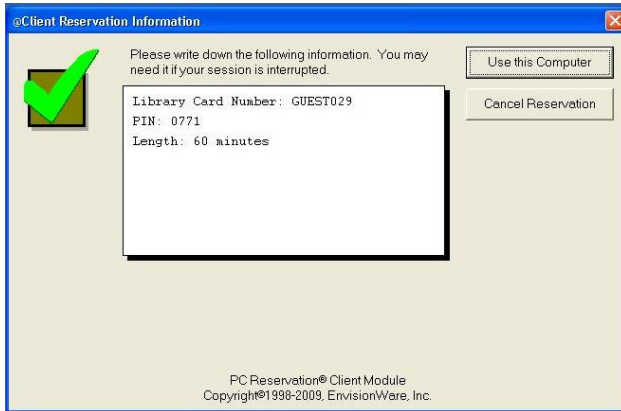 @Client Reservation Information
Please write down the following information. You may
need it if your session is interrupted.
Use this Computer
Cancel Reservation
Library Card Number: GUEST029
PIN: 0771
Length: 60 minutes
PC Reservation® Client Module
Copyright©1998-2009, EnvisionWare, Inc.